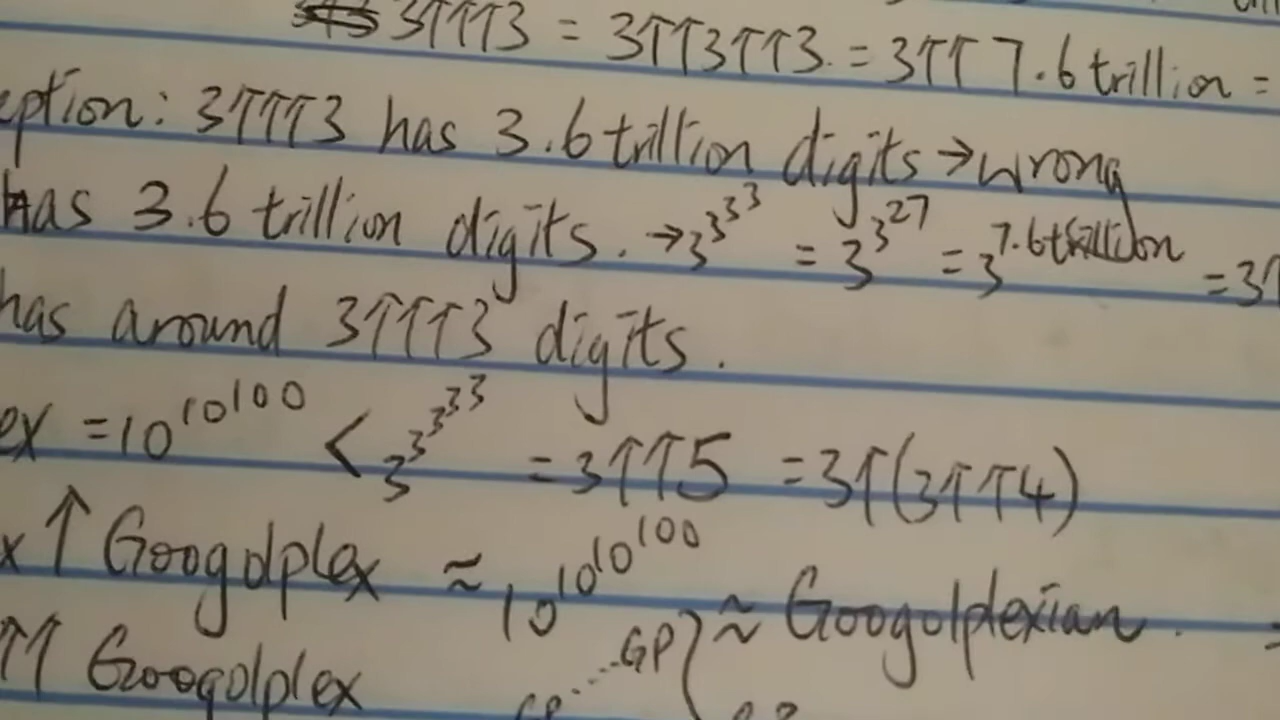 3↑↑↑3 = 3↑↑3↑↑3. = 3↑↑7.6 trillion =
eption: 3↑↑↑3 has 3.6 trillion digits → wrong
has 3.6 trillion digits. → 3^3^3^3 = 3^3^27 = 3^7.6trillion = 3↑
has around 3↑↑↑3 digits.
ex = 10^10^100 < 3^3^3^3^3 = 3↑↑5 = 3↑(3↑↑4)
x ↑ Googolplex ≈ 10^10^10^100 ≈ Googolplexian. =
↑↑ Googolplex GP.....GP}